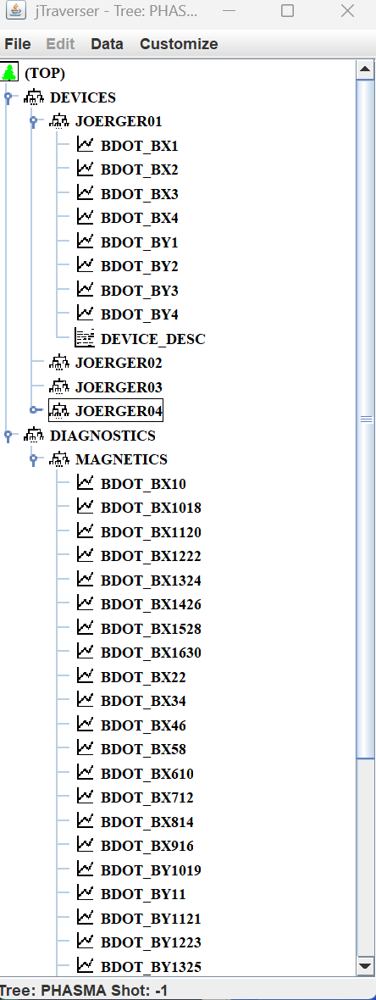 jTraverser - Tree: PHAS...
File Edit Data Customize
(TOP)
DEVICES
JOERGER01
BDOT_BX1
BDOT_BX2
BDOT_BX3
BDOT_BX4
BDOT_BY1
BDOT_BY2
BDOT_BY3
BDOT_BY4
DEVICE_DESC
JOERGER02
JOERGER03
JOERGER04
DIAGNOSTICS
MAGNETICS
BDOT_BX10
BDOT_BX1018
BDOT_BX1120
BDOT_BX1222
BDOT_BX1324
BDOT_BX1426
BDOT_BX1528
BDOT_BX1630
BDOT_BX22
BDOT_BX34
BDOT_BX46
BDOT_BX58
BDOT_BX610
BDOT_BX712
BDOT_BX814
BDOT_BX916
BDOT_BY1019
BDOT_BY11
BDOT_BY1121
BDOT_BY1223
BDOT_BY1325
Tree: PHASMA Shot: -1